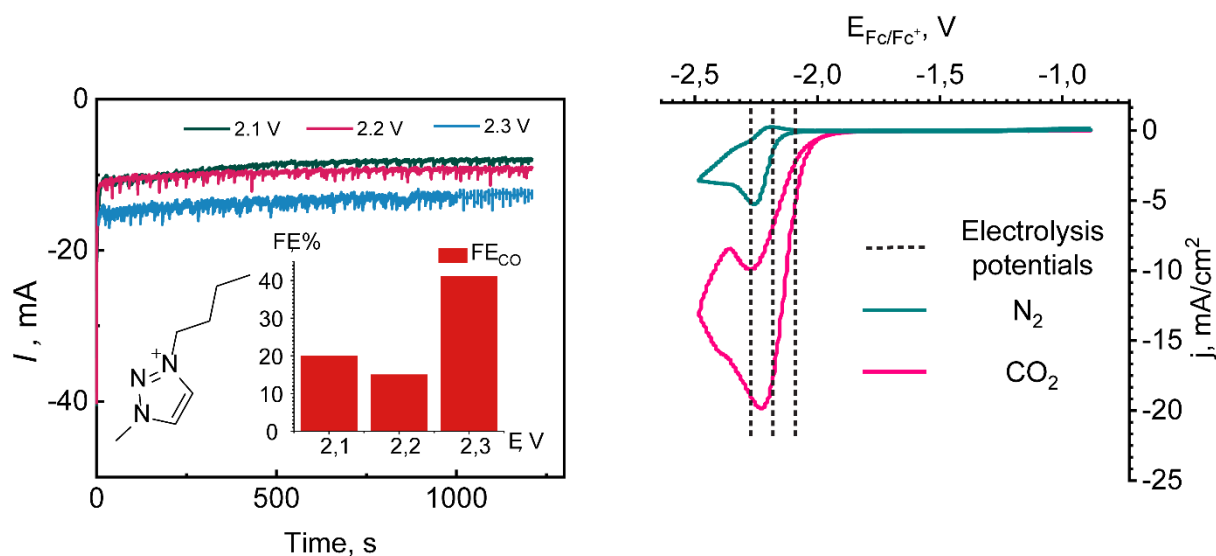 0
-20
-40
I, mA
2.1 V
2.2 V
2.3 V
FE%
FECO
40
30
20
10
0
2,1
2,2
2,3
E, V
N
+
N
N
0
500
1000
Time, s
EFc/Fc+, V
-2,5
-2,0
-1,5
-1,0
0
-5
-10
-15
-20
-25
j, mA/cm²
Electrolysis
potentials
N₂
CO₂